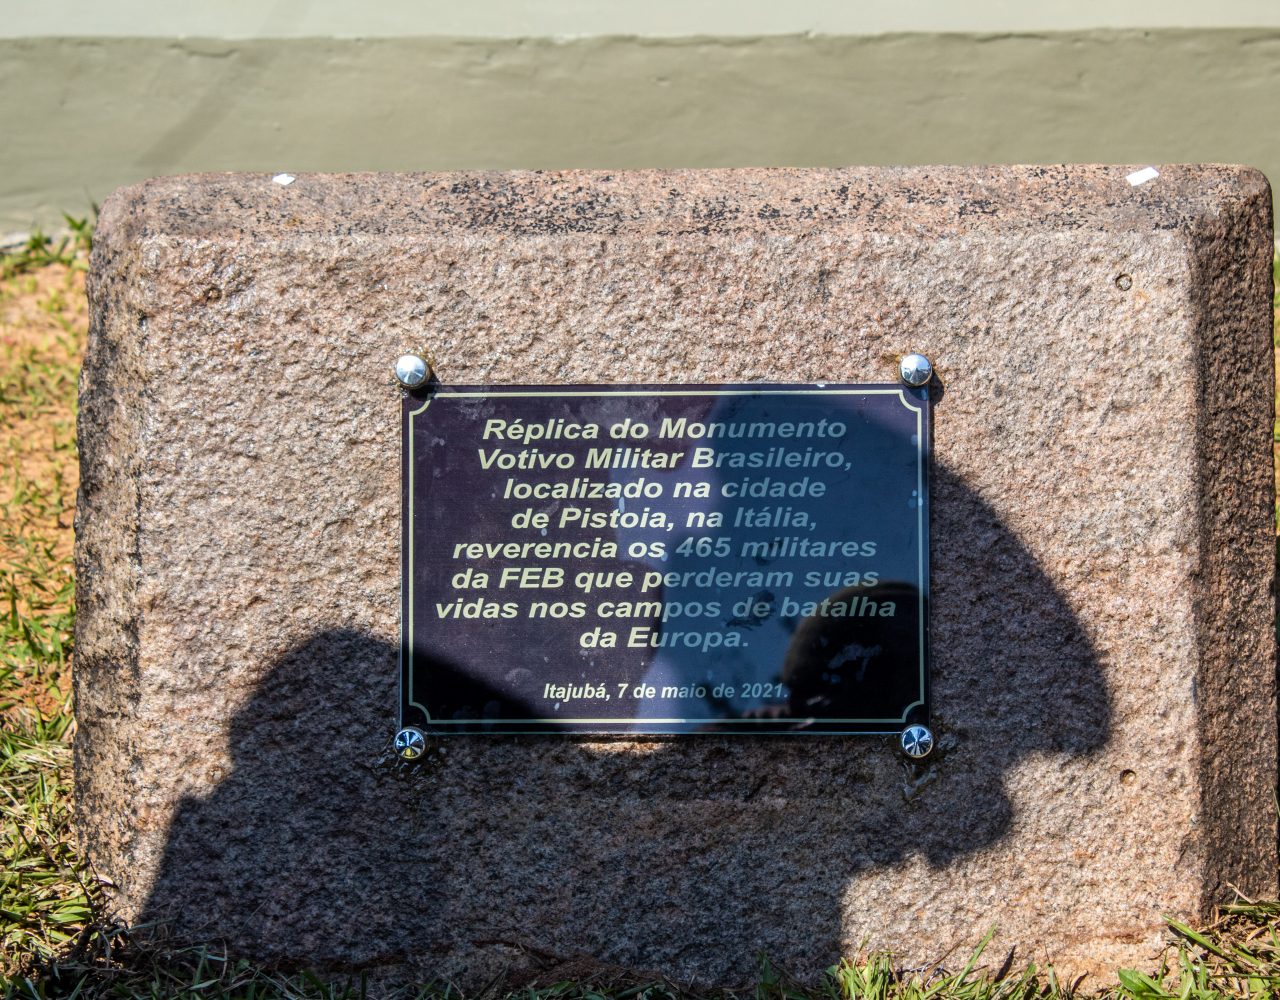 Réplica do Monumento
Votivo Militar Brasileiro,
localizado na cidade
de Pistoia, na Itália,
reverencia os 465 militares
da FEB que perderam suas
vidas nos campos de batalha
da Europa.
Itajubá, 7 de maio de 2021.